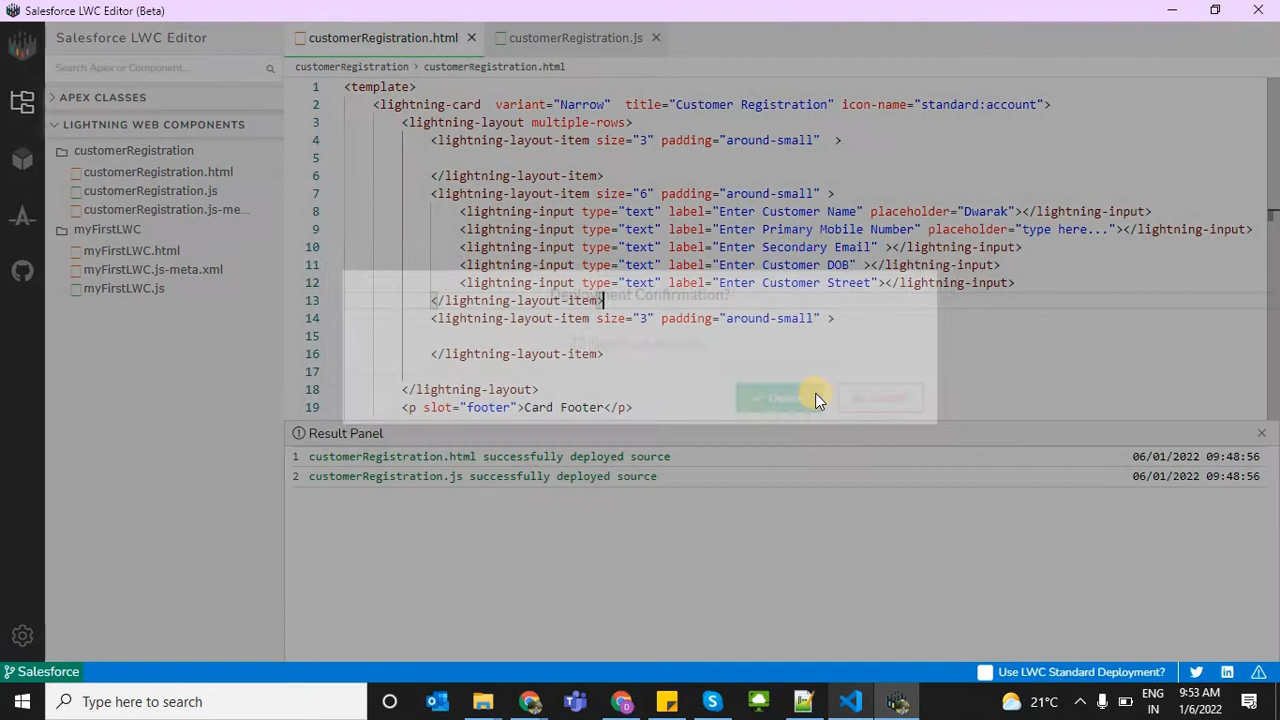 Salesforce LWC Editor (Beta)
Salesforce LWC Editor
customerRegistration.html
customerRegistration.js
Search Apex or Component...
customerRegistration
customerRegistration.html
APEX CLASSES
LIGHTNING WEB COMPONENTS
customerRegistration
customerRegistration.html
customerRegistration.js
customerRegistration.js-me...
myFirstLWC
myFirstLWC.html
myFirstLWC.js-meta.xml
myFirstLWC.js
1 <template>
2 <lightning-card variant="Narrow" title="Customer Registration" icon-name="standard:account">
3 <lightning-layout multiple-rows>
4 <lightning-layout-item size="3" padding="around-small" >
5
6 </lightning-layout-item>
7 <lightning-layout-item size="6" padding="around-small" >
8 <lightning-input type="text" label="Enter Customer Name" placeholder="Dwarak"></lightning-input>
9 <lightning-input type="text" label="Enter Primary Mobile Number" placeholder="type here..."></lightning-input>
10 <lightning-input type="text" label="Enter Secondary Email" ></lightning-input>
11 <lightning-input type="text" label="Enter Customer DOB" ></lightning-input>
12 <lightning-input type="text" label="Enter Customer Street"></lightning-input>
Deployment Confirmation?
13 </lightning-layout-item>
14 <lightning-layout-item size="3" padding="around-small" >
15
16 </lightning-layout-item>
17
18 </lightning-layout>
19 <p slot="footer">Card Footer</p>
Result Panel
1 customerRegistration.html successfully deployed source 06/01/2022 09:48:56
2 customerRegistration.js successfully deployed source 06/01/2022 09:48:56
Salesforce
Use LWC Standard Deployment?
Type here to search
21°C
ENG
IN
9:53 AM
1/6/2022